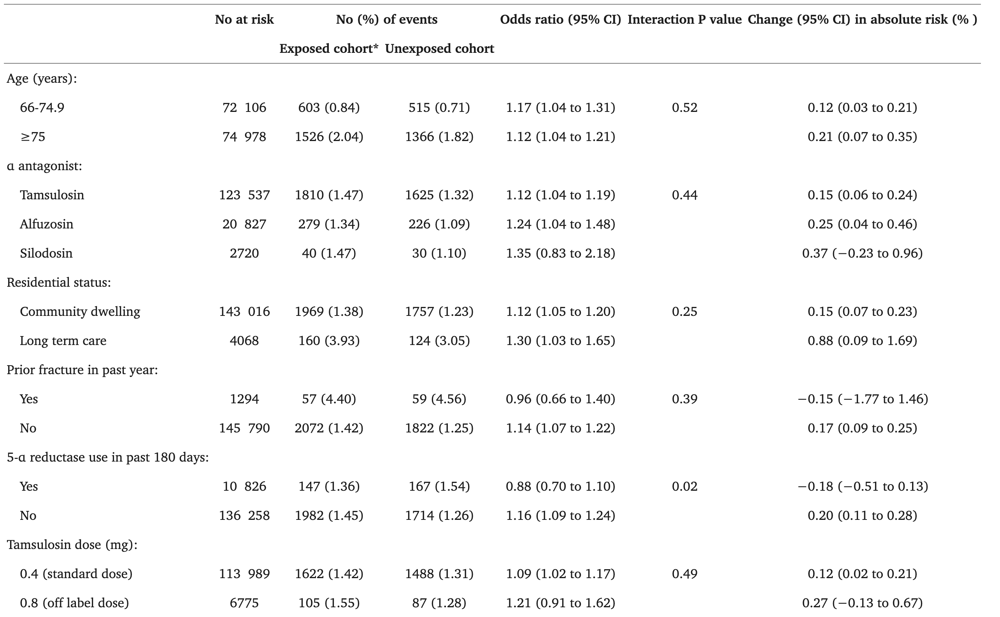 No at risk No (%) of events Odds ratio (95% CI) Interaction P value Change (95% CI) in absolute risk (% )
Exposed cohort* Unexposed cohort
Age (years):
66-74.9 72 106 603 (0.84) 515 (0.71) 1.17 (1.04 to 1.31) 0.52 0.12 (0.03 to 0.21)
≥75 74 978 1526 (2.04) 1366 (1.82) 1.12 (1.04 to 1.21) 0.21 (0.07 to 0.35)
α antagonist:
Tamsulosin 123 537 1810 (1.47) 1625 (1.32) 1.12 (1.04 to 1.19) 0.44 0.15 (0.06 to 0.24)
Alfuzosin 20 827 279 (1.34) 226 (1.09) 1.24 (1.04 to 1.48) 0.25 (0.04 to 0.46)
Silodosin 2720 40 (1.47) 30 (1.10) 1.35 (0.83 to 2.18) 0.37 (−0.23 to 0.96)
Residential status:
Community dwelling 143 016 1969 (1.38) 1757 (1.23) 1.12 (1.05 to 1.20) 0.25 0.15 (0.07 to 0.23)
Long term care 4068 160 (3.93) 124 (3.05) 1.30 (1.03 to 1.65) 0.88 (0.09 to 1.69)
Prior fracture in past year:
Yes 1294 57 (4.40) 59 (4.56) 0.96 (0.66 to 1.40) 0.39 −0.15 (−1.77 to 1.46)
No 145 790 2072 (1.42) 1822 (1.25) 1.14 (1.07 to 1.22) 0.17 (0.09 to 0.25)
5-α reductase use in past 180 days:
Yes 10 826 147 (1.36) 167 (1.54) 0.88 (0.70 to 1.10) 0.02 −0.18 (−0.51 to 0.13)
No 136 258 1982 (1.45) 1714 (1.26) 1.16 (1.09 to 1.24) 0.20 (0.11 to 0.28)
Tamsulosin dose (mg):
0.4 (standard dose) 113 989 1622 (1.42) 1488 (1.31) 1.09 (1.02 to 1.17) 0.49 0.12 (0.02 to 0.21)
0.8 (off label dose) 6775 105 (1.55) 87 (1.28) 1.21 (0.91 to 1.62) 0.27 (−0.13 to 0.67)